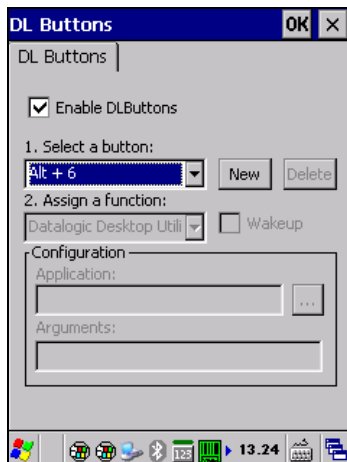 DL Buttons OK ×
DL Buttons
Enable DLButtons
1. Select a button:
Alt + 6 New Delete
2. Assign a function:
Datalogic Desktop Utili Wakeup
Configuration
Application:
...
Arguments:
123 13.24